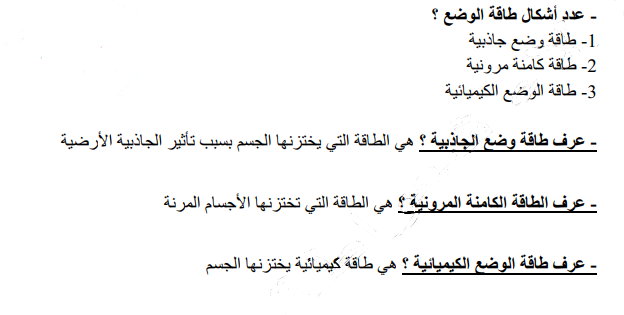 - عدد أشكال طاقة الوضع ؟
1- طاقة وضع جاذبية
2- طاقة كامنة مرونية
3- طاقة الوضع الكيميائية
- عرف طاقة وضع الجاذبية ؟ هي الطاقة التي يختزنها الجسم بسبب تأثير الجاذبية الأرضية
- عرف الطاقة الكامنة المرونية ؟ هي الطاقة التي تختزنها الأجسام المرنة
- عرف طاقة الوضع الكيميائية ؟ هي طاقة كيميائية يختزنها الجسم